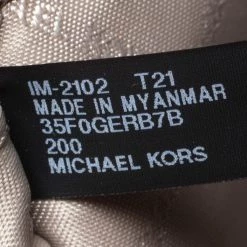 IM-2102 T21
MADE IN MYANMAR
35F0GERB7B
200
MICHAEL KORS